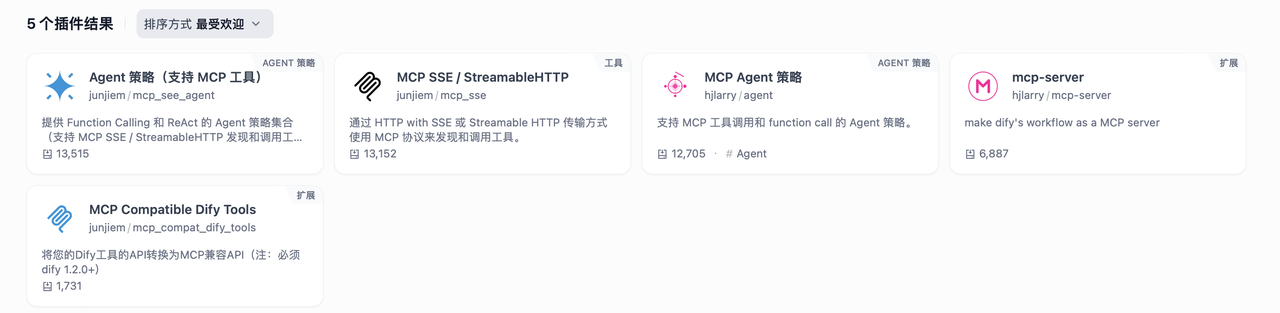 5 个插件结果
排序方式 最受欢迎
AGENT 策略
Agent 策略（支持 MCP 工具）
junjiem / mcp_see_agent
提供 Function Calling 和 ReAct 的 Agent 策略集合
（支持 MCP SSE / StreamableHTTP 发现和调用工...
13,515
工具
MCP SSE / StreamableHTTP
junjiem / mcp_sse
通过 HTTP with SSE 或 Streamable HTTP 传输方式
使用 MCP 协议来发现和调用工具。
13,152
AGENT 策略
MCP Agent 策略
hjlarry / agent
支持 MCP 工具调用和 function call 的 Agent 策略。
12,705 · # Agent
扩展
M
mcp-server
hjlarry / mcp-server
make dify's workflow as a MCP server
6,887
扩展
MCP Compatible Dify Tools
junjiem / mcp_compat_dify_tools
将您的Dify工具的API转换为MCP兼容API（注：必须
dify 1.2.0+)
1,731